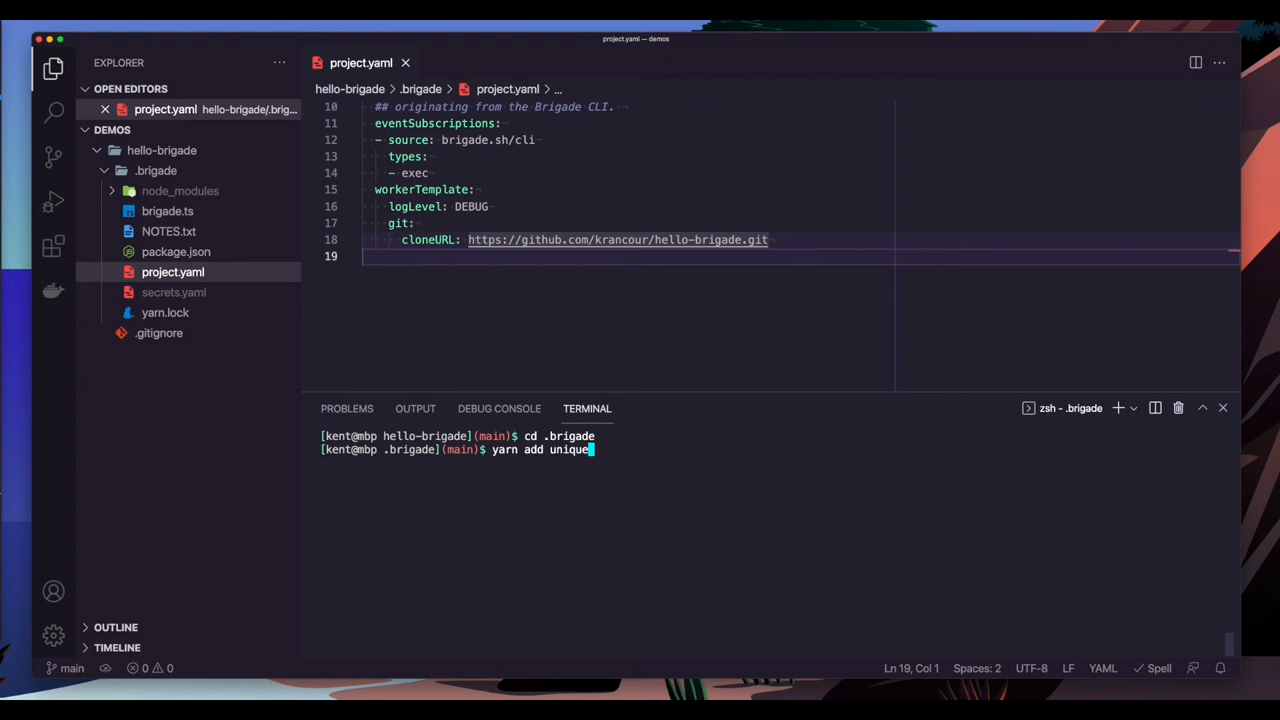 project.yaml — demos
EXPLORER
OPEN EDITORS
project.yaml hello-brigade/.brig...
DEMOS
hello-brigade
.brigade
node_modules
brigade.ts
NOTES.txt
package.json
project.yaml
secrets.yaml
yarn.lock
.gitignore
OUTLINE
TIMELINE
project.yaml
hello-brigade > .brigade > project.yaml > ...
10 ## originating from the Brigade CLI.
11 eventSubscriptions:
12 - source: brigade.sh/cli
13 types:
14 - exec
15 workerTemplate:
16 logLevel: DEBUG
17 git:
18 cloneURL: https://github.com/krancour/hello-brigade.git
19
PROBLEMS OUTPUT DEBUG CONSOLE TERMINAL zsh - .brigade
[kent@mbp hello-brigade](main)$ cd .brigade
[kent@mbp .brigade](main)$ yarn add unique
main 0 0 Ln 19, Col 1 Spaces: 2 UTF-8 LF YAML Spell